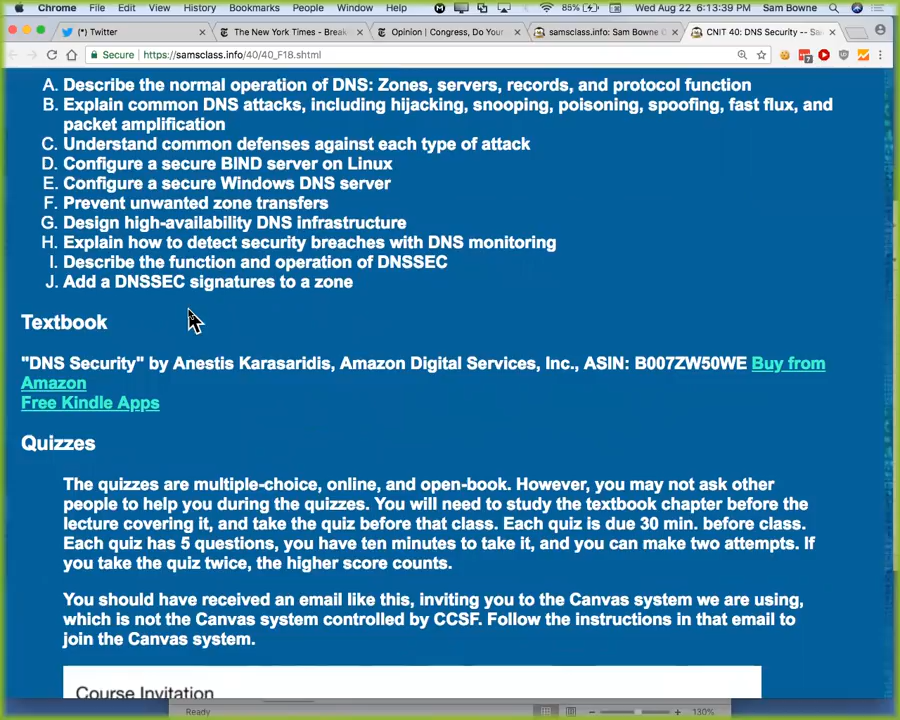 Chrome File Edit View History Bookmarks People Window Help 85% Wed Aug 22 6:13:39 PM Sam Bowne
(*) Twitter The New York Times - Break Opinion | Congress, Do Your samsclass.info: Sam Bowne C CNIT 40: DNS Security -- Sa Sam
Secure https://samsclass.info/40/40_F18.shtml
A. Describe the normal operation of DNS: Zones, servers, records, and protocol function
B. Explain common DNS attacks, including hijacking, snooping, poisoning, spoofing, fast flux, and
packet amplification
C. Understand common defenses against each type of attack
D. Configure a secure BIND server on Linux
E. Configure a secure Windows DNS server
F. Prevent unwanted zone transfers
G. Design high-availability DNS infrastructure
H. Explain how to detect security breaches with DNS monitoring
I. Describe the function and operation of DNSSEC
J. Add a DNSSEC signatures to a zone
Textbook
"DNS Security" by Anestis Karasaridis, Amazon Digital Services, Inc., ASIN: B007ZW50WE Buy from
Amazon
Free Kindle Apps
Quizzes
The quizzes are multiple-choice, online, and open-book. However, you may not ask other
people to help you during the quizzes. You will need to study the textbook chapter before the
lecture covering it, and take the quiz before that class. Each quiz is due 30 min. before class.
Each quiz has 5 questions, you have ten minutes to take it, and you can make two attempts. If
you take the quiz twice, the higher score counts.
You should have received an email like this, inviting you to the Canvas system we are using,
which is not the Canvas system controlled by CCSF. Follow the instructions in that email to
join the Canvas system.
Course Invitation
Ready 130%